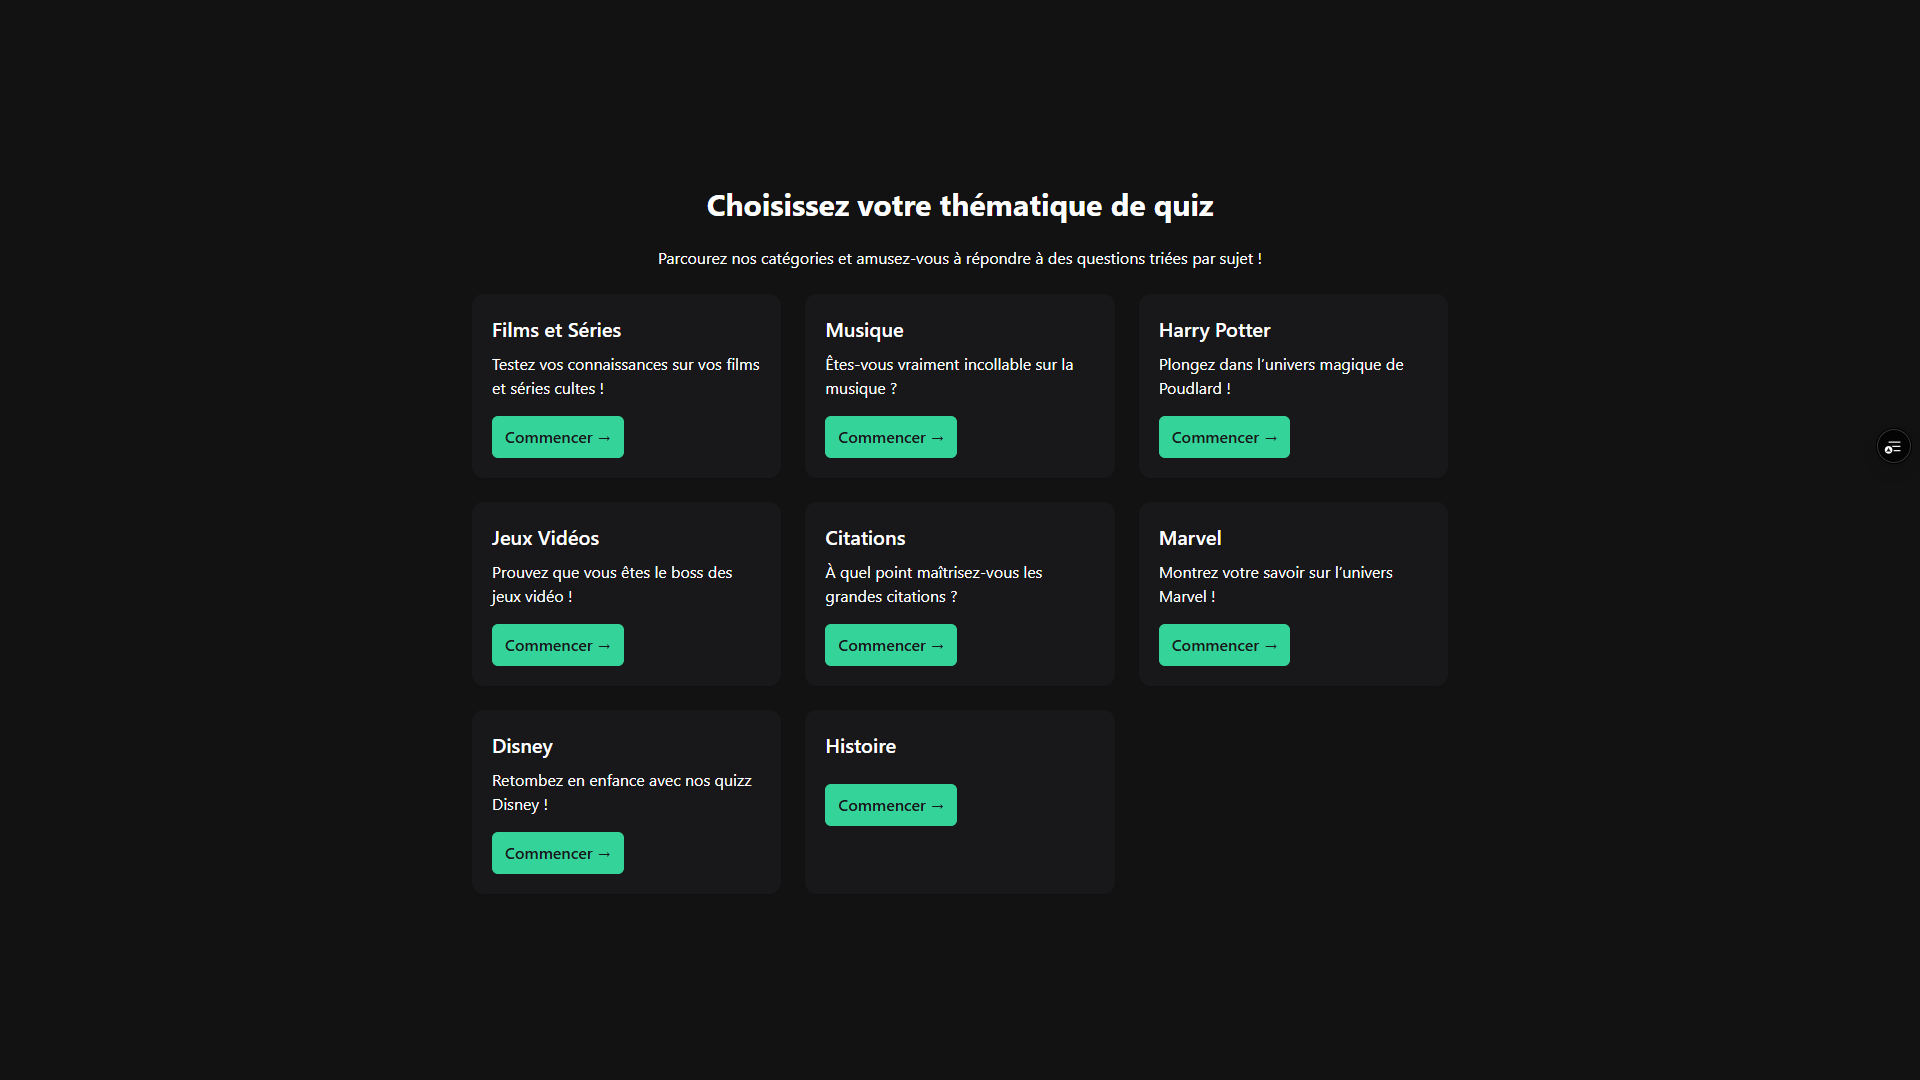 Choisissez votre thématique de quiz
Parcourez nos catégories et amusez-vous à répondre à des questions triées par sujet !
Films et Séries
Testez vos connaissances sur vos films
et séries cultes !
Commencer →
Musique
Êtes-vous vraiment incollable sur la
musique ?
Commencer →
Harry Potter
Plongez dans l’univers magique de
Poudlard !
Commencer →
Jeux Vidéos
Prouvez que vous êtes le boss des
jeux vidéo !
Commencer →
Citations
À quel point maîtrisez-vous les
grandes citations ?
Commencer →
Marvel
Montrez votre savoir sur l’univers
Marvel !
Commencer →
Disney
Retombez en enfance avec nos quizz
Disney !
Commencer →
Histoire
Commencer →